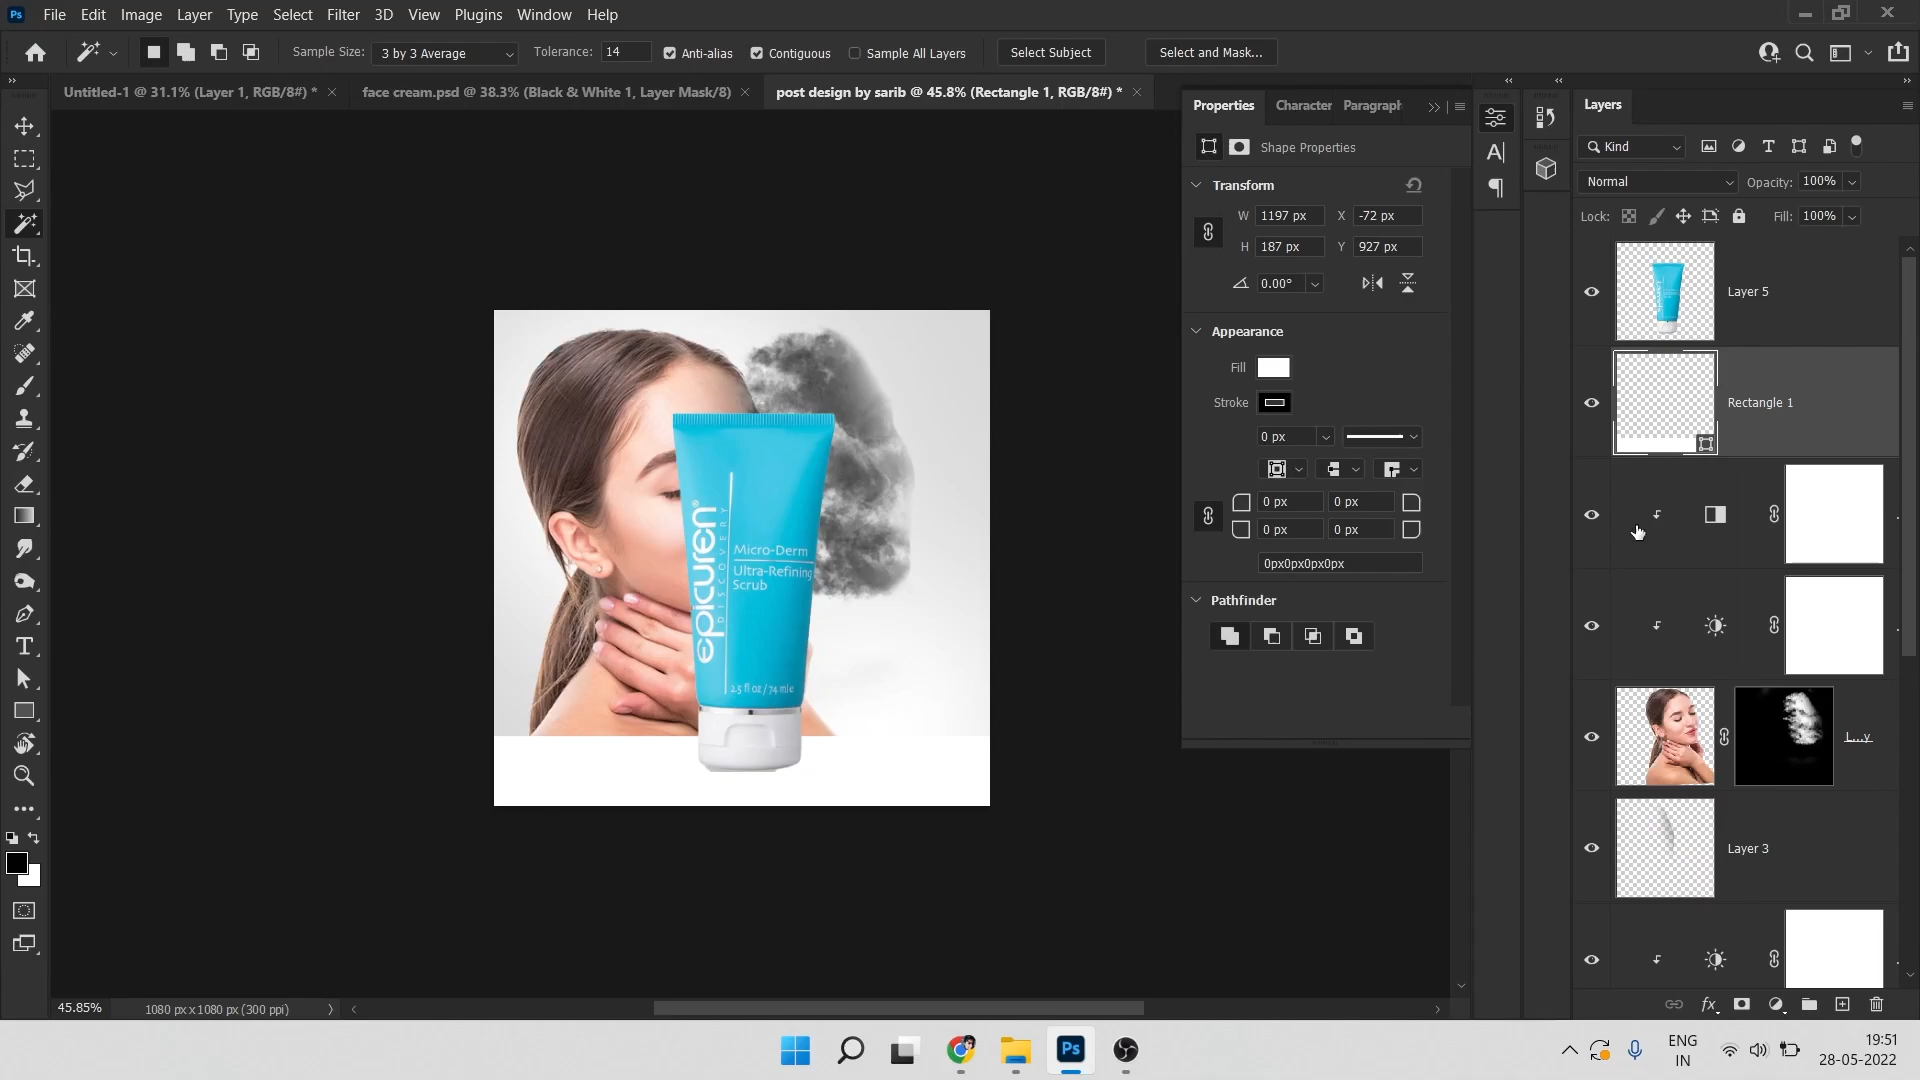 Ps File Edit Image Layer Type Select Filter 3D View Plugins Window Help
Sample Size: 3 by 3 Average Tolerance: 14 Anti-alias Contiguous Sample All Layers Select Subject Select and Mask...
Untitled-1 @ 31.1% (Layer 1, RGB/8#) * face cream.psd @ 38.3% (Black & White 1, Layer Mask/8) post design by sarib @ 45.8% (Rectangle 1, RGB/8#) *
Properties Character Paragraph
Shape Properties
Transform
W 1197 px X -72 px
H 187 px Y 927 px
0.00°
Appearance
Fill
Stroke
0 px
0 px 0 px
0 px 0 px
0px0px0px0px
Pathfinder
Layers
Kind
Normal Opacity: 100%
Lock: Fill: 100%
Layer 5
Rectangle 1
L...y
Layer 3
epicuren®
DISCOVERY
Micro-Derm
Ultra-Refining
Scrub
2.5 fl oz / 74 mle
45.85% 1080 px x 1080 px (300 ppi)
Ps
ENG
IN
19:51
28-05-2022